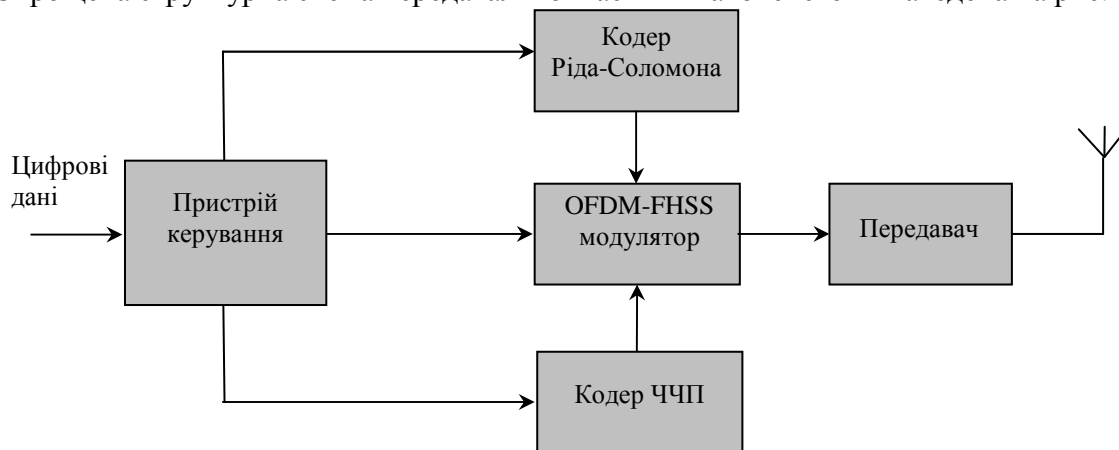 Кодер
Ріда-Соломона
Цифрові
дані
Пристрій
керування
OFDM-FHSS
модулятор
Передавач
Кодер ЧЧП